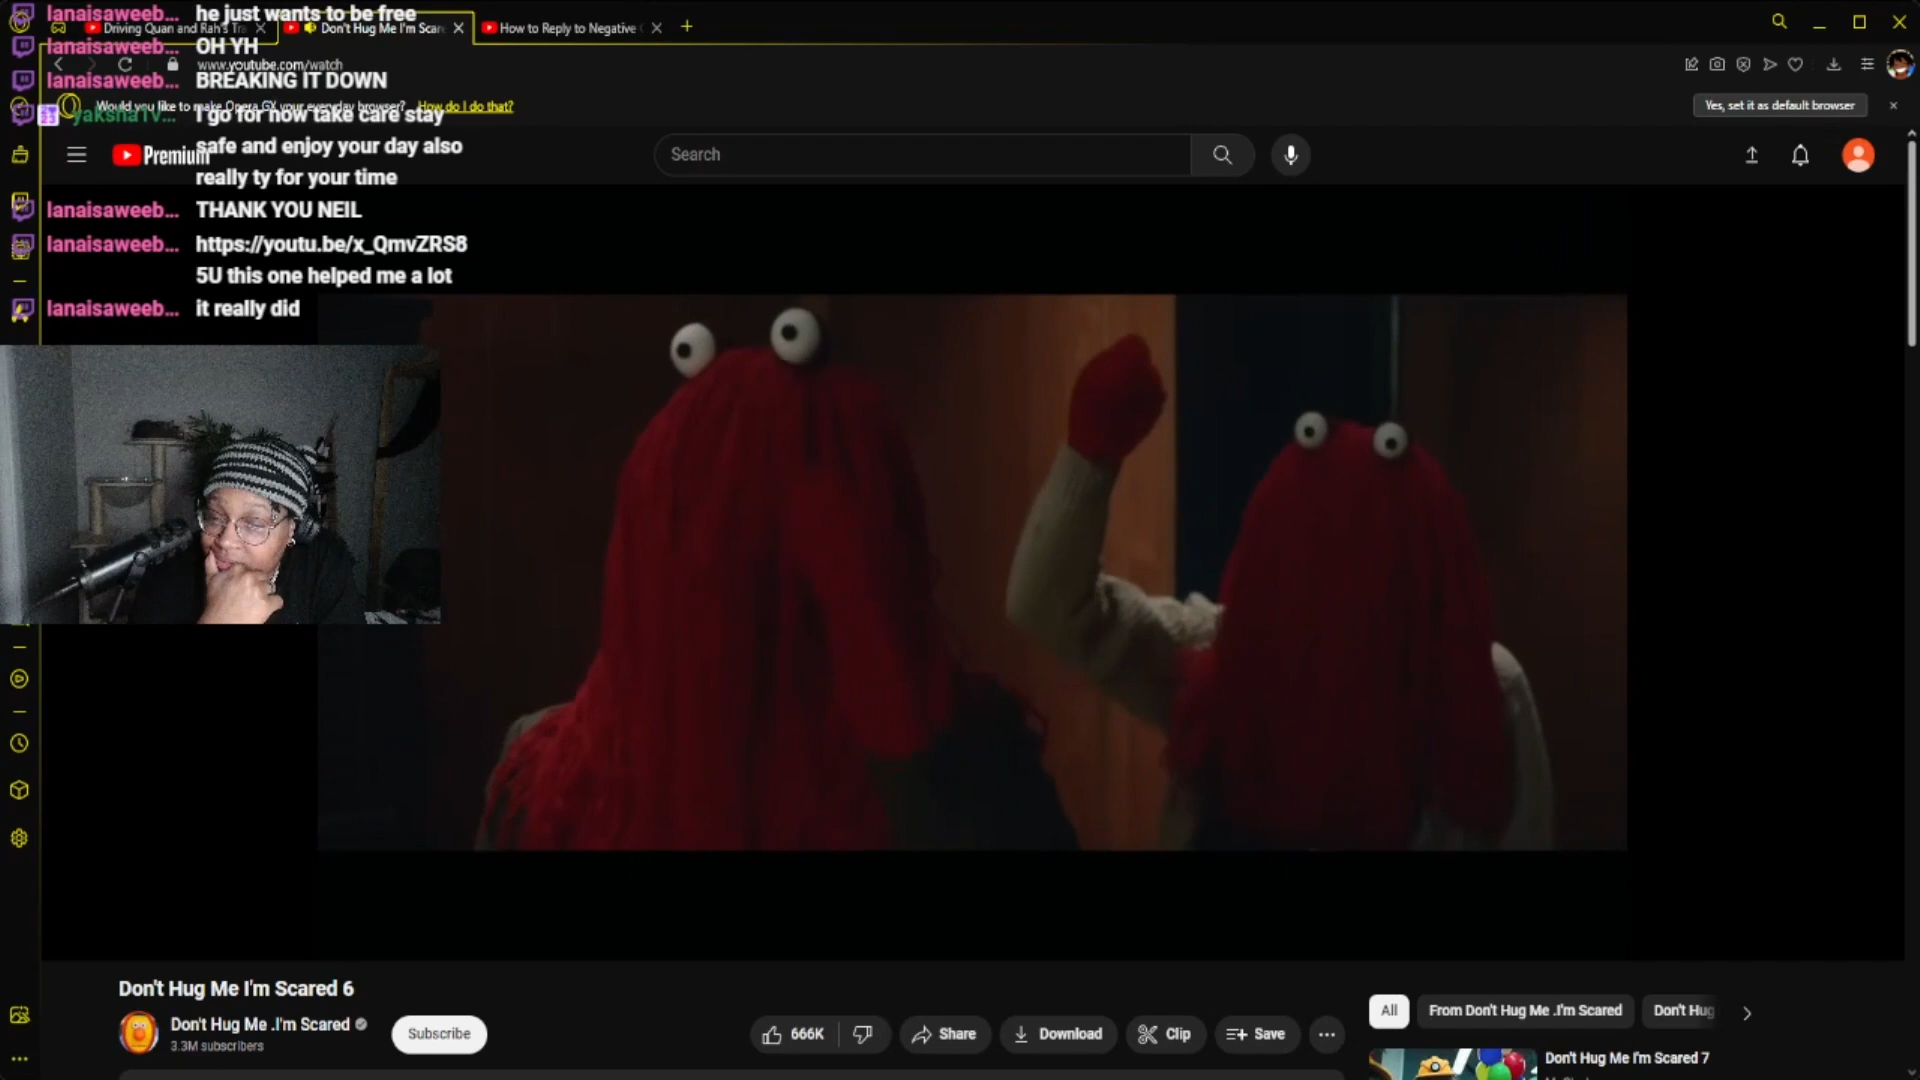 lanaisaweeb... he just wants to be free
Driving Quan and Rah's Tra
Don't Hug Me I'm Scare
How to Reply to Negative
lanaisaweeb... OH YH
www.youtube.com/watch
lanaisaweeb... BREAKING IT DOWN
Would you like to make Opera GX your everyday browser? How do I do that?
Yes, set it as default browser
yaksha1v... I go for now take care stay
safe and enjoy your day also
really ty for your time
Premium
Search
lanaisaweeb... THANK YOU NEIL
lanaisaweeb... https://youtu.be/x_QmvZRS8
5U this one helped me a lot
lanaisaweeb... it really did
Don't Hug Me I'm Scared 6
Don't Hug Me .I'm Scared
3.3M subscribers
Subscribe
666K
Share
Download
Clip
Save
All
From Don't Hug Me .I'm Scared
Don't Hug
Don't Hug Me I'm Scared 7